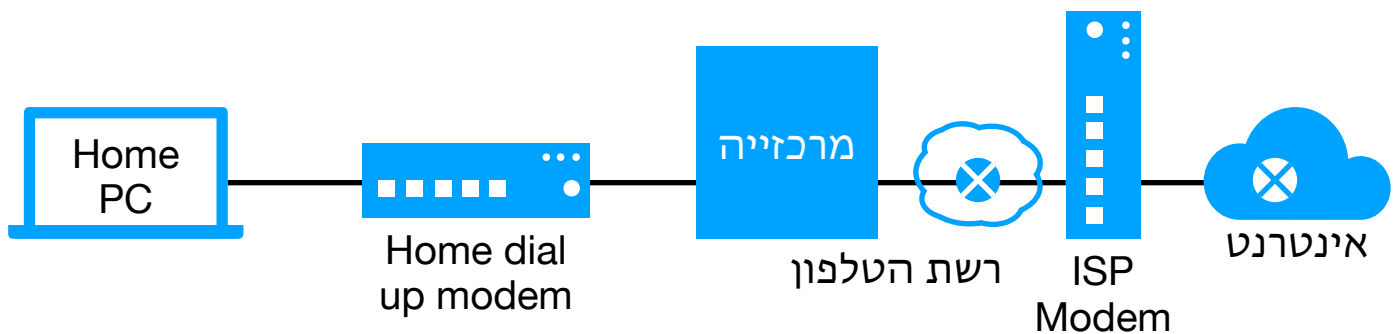 Home
PC
Home dial
up modem
מרכזייה
רשת הטלפון
ISP
Modem
אינטרנט